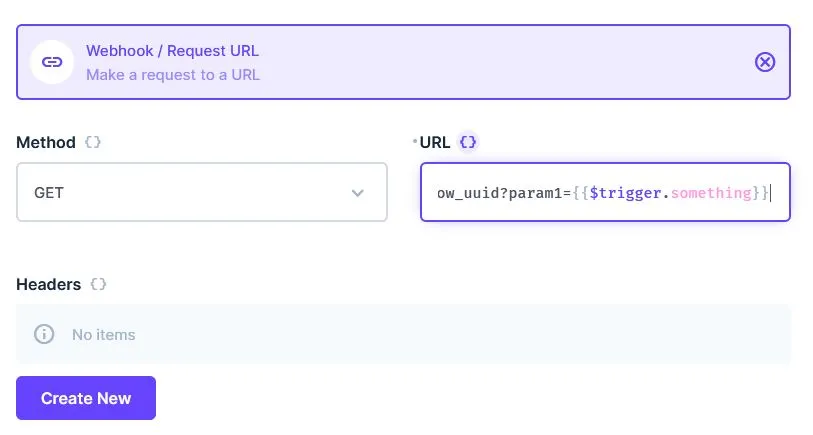 Webhook / Request URL
Make a request to a URL
Method {}
URL {}
GET
ow_uuid?param1={{$trigger.something}}
Headers {}
No items
Create New